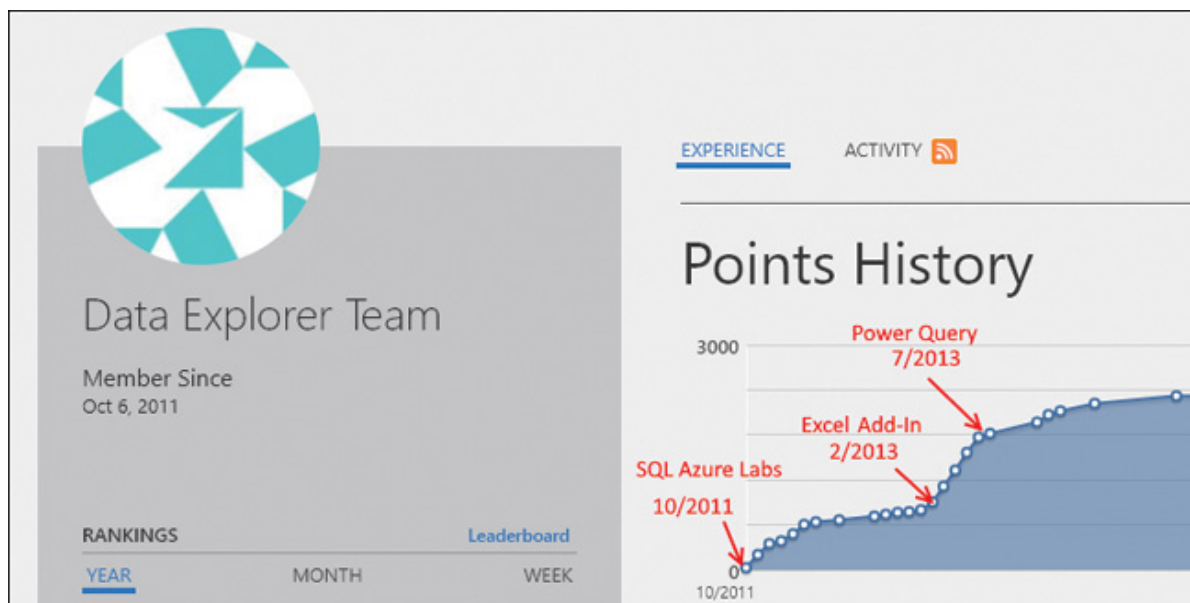 Data Explorer Team
Member Since
Oct 6, 2011
RANKINGS Leaderboard
YEAR MONTH WEEK
EXPERIENCE ACTIVITY
Points History
3000
Power Query
7/2013
Excel Add-In
2/2013
SQL Azure Labs
10/2011
0
10/2011